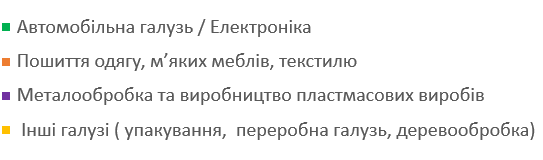 Автомобільна галузь / Електроніка
Пошиття одягу, м’яких меблів, текстилю
Металообробка та виробництво пластмасових виробів
Інші галузі ( упакування, переробна галузь, деревообробка)